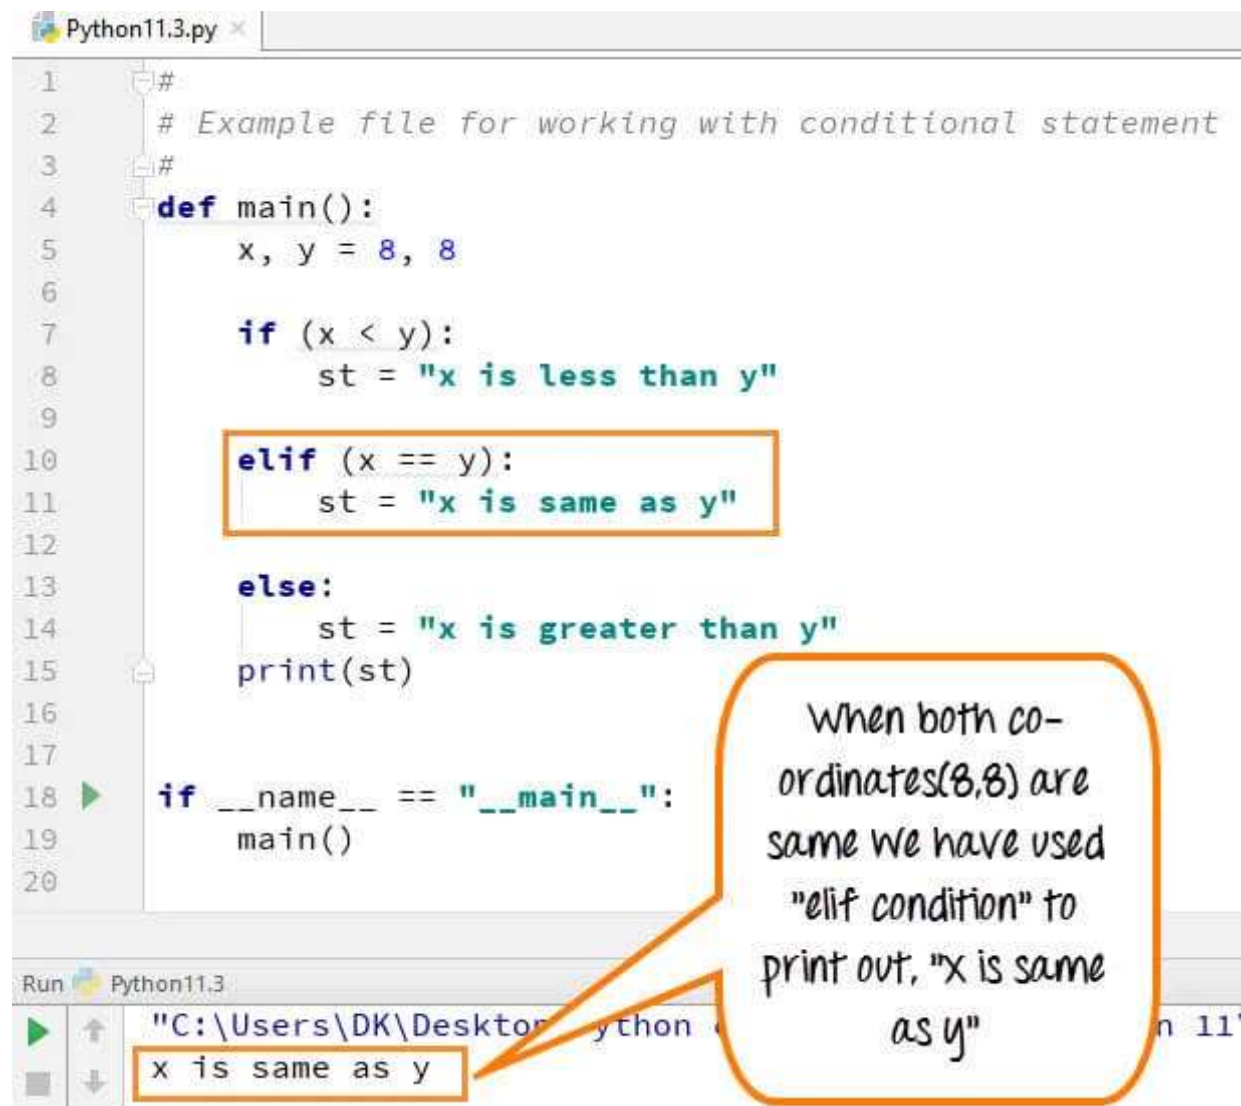 Python11.3.py ×
1 #
2 # Example file for working with conditional statement
3 #
4 def main():
5 x, y = 8, 8
6
7 if (x < y):
8 st = "x is less than y"
9
10 elif (x == y):
11 st = "x is same as y"
12
13 else:
14 st = "x is greater than y"
15 print(st)
16
17
18 if __name__ == "__main__":
19 main()
20
When both co-
ordinates(8,8) are
same we have used
"elif condition" to
print out, "x is same
as y"
Run Python11.3
"C:\Users\DK\Desktop 11
x is same as y